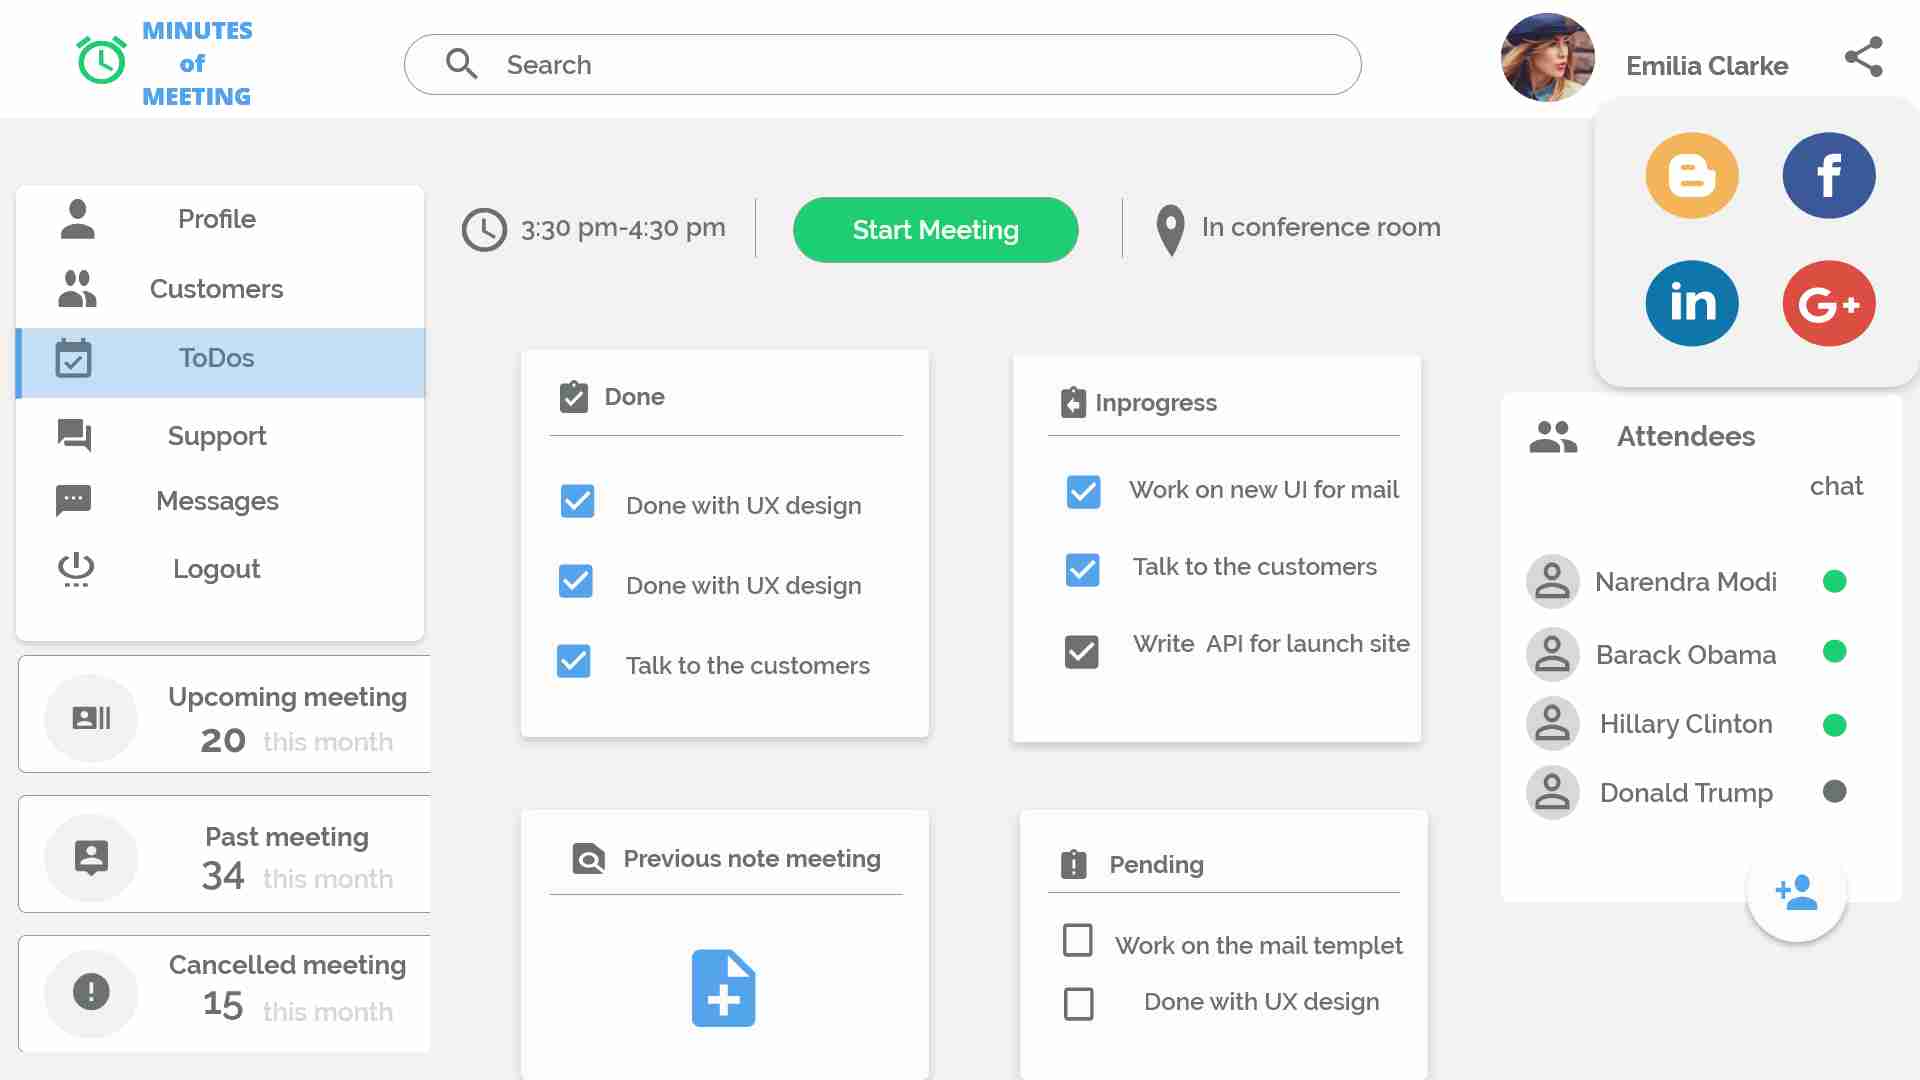 MINUTES
of
MEETING
Search
Emilia Clarke
Profile
Customers
ToDos
Support
Messages
Logout
3:30 pm-4:30 pm
Start Meeting
In conference room
Done
Done with UX design
Done with UX design
Talk to the customers
Inprogress
Work on new UI for mail
Talk to the customers
Write API for launch site
f
in
G+
Attendees
chat
Narendra Modi
Barack Obama
Hillary Clinton
Donald Trump
Upcoming meeting
20 this month
Past meeting
34 this month
Cancelled meeting
15 this month
Previous note meeting
Pending
Work on the mail templet
Done with UX design